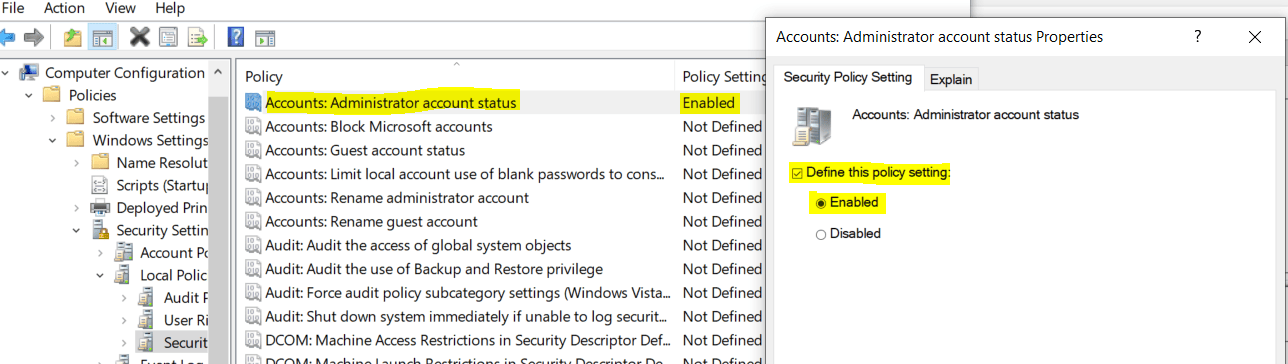 File Action View Help
Computer Configuration
Policies
Software Settings
Windows Settings
Name Resolut
Scripts (Startu
Deployed Prin
Security Settin
Account Po
Local Polic
Audit P
User Ri
Securit
Event Log
Policy Policy Setting
Accounts: Administrator account status Enabled
Accounts: Block Microsoft accounts Not Defined
Accounts: Guest account status Not Defined
Accounts: Limit local account use of blank passwords to cons... Not Defined
Accounts: Rename administrator account Not Defined
Accounts: Rename guest account Not Defined
Audit: Audit the access of global system objects Not Defined
Audit: Audit the use of Backup and Restore privilege Not Defined
Audit: Force audit policy subcategory settings (Windows Vista... Not Defined
Audit: Shut down system immediately if unable to log securit... Not Defined
DCOM: Machine Access Restrictions in Security Descriptor Def... Not Defined
DCOM: Machine Launch Restrictions in Security Descriptor De... Not Defined
Accounts: Administrator account status Properties
Security Policy Setting Explain
Accounts: Administrator account status
Define this policy setting:
Enabled
Disabled